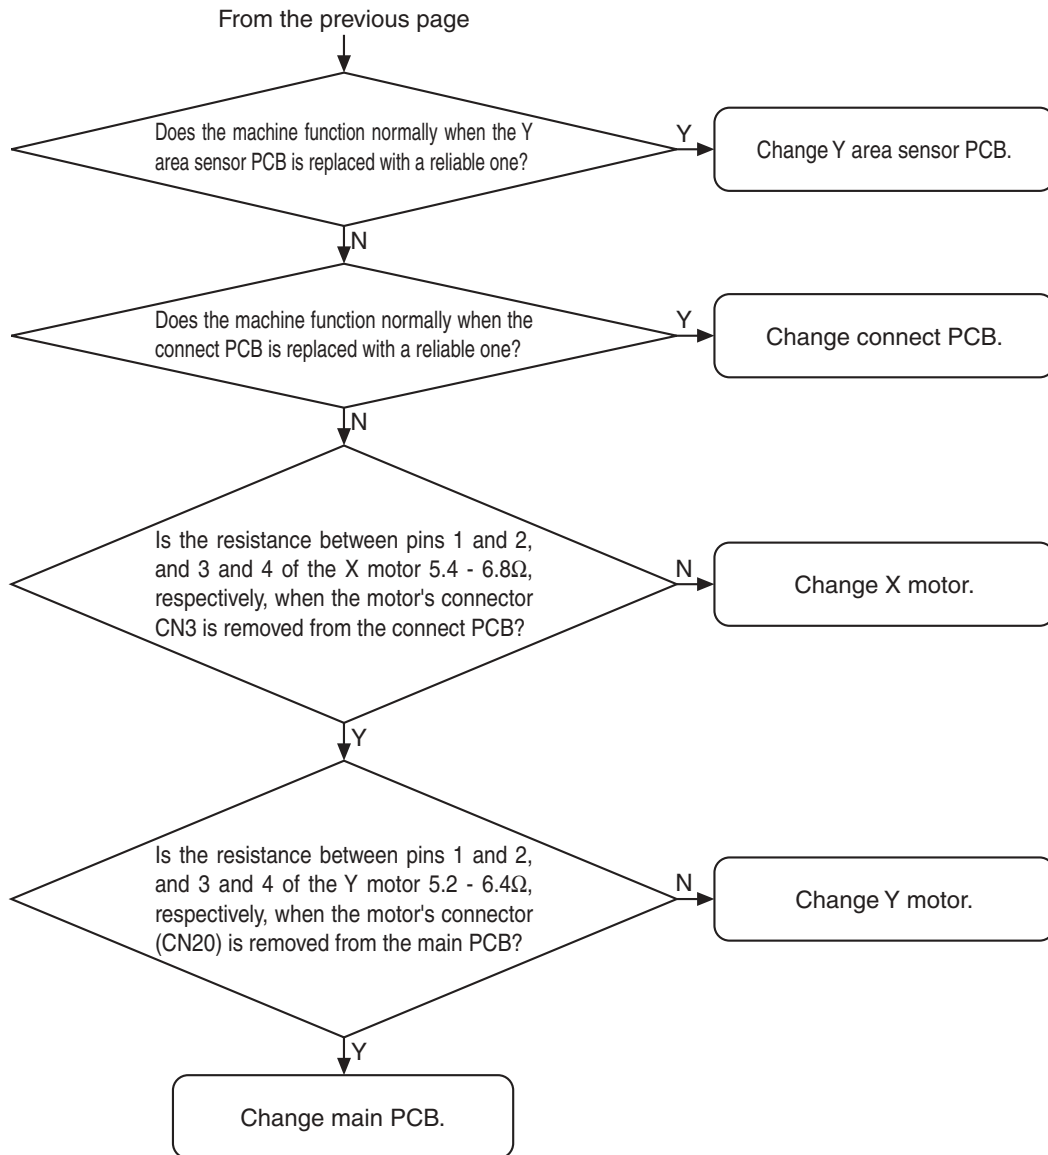 From the previous page
Does the machine function normally when the Y
area sensor PCB is replaced with a reliable one?
Y
Change Y area sensor PCB.
N
Does the machine function normally when the
connect PCB is replaced with a reliable one?
Y
Change connect PCB.
N
Is the resistance between pins 1 and 2,
and 3 and 4 of the X motor 5.4 - 6.8Ω,
respectively, when the motor's connector
CN3 is removed from the connect PCB?
N
Change X motor.
Y
Is the resistance between pins 1 and 2,
and 3 and 4 of the Y motor 5.2 - 6.4Ω,
respectively, when the motor's connector
(CN20) is removed from the main PCB?
N
Change Y motor.
Y
Change main PCB.